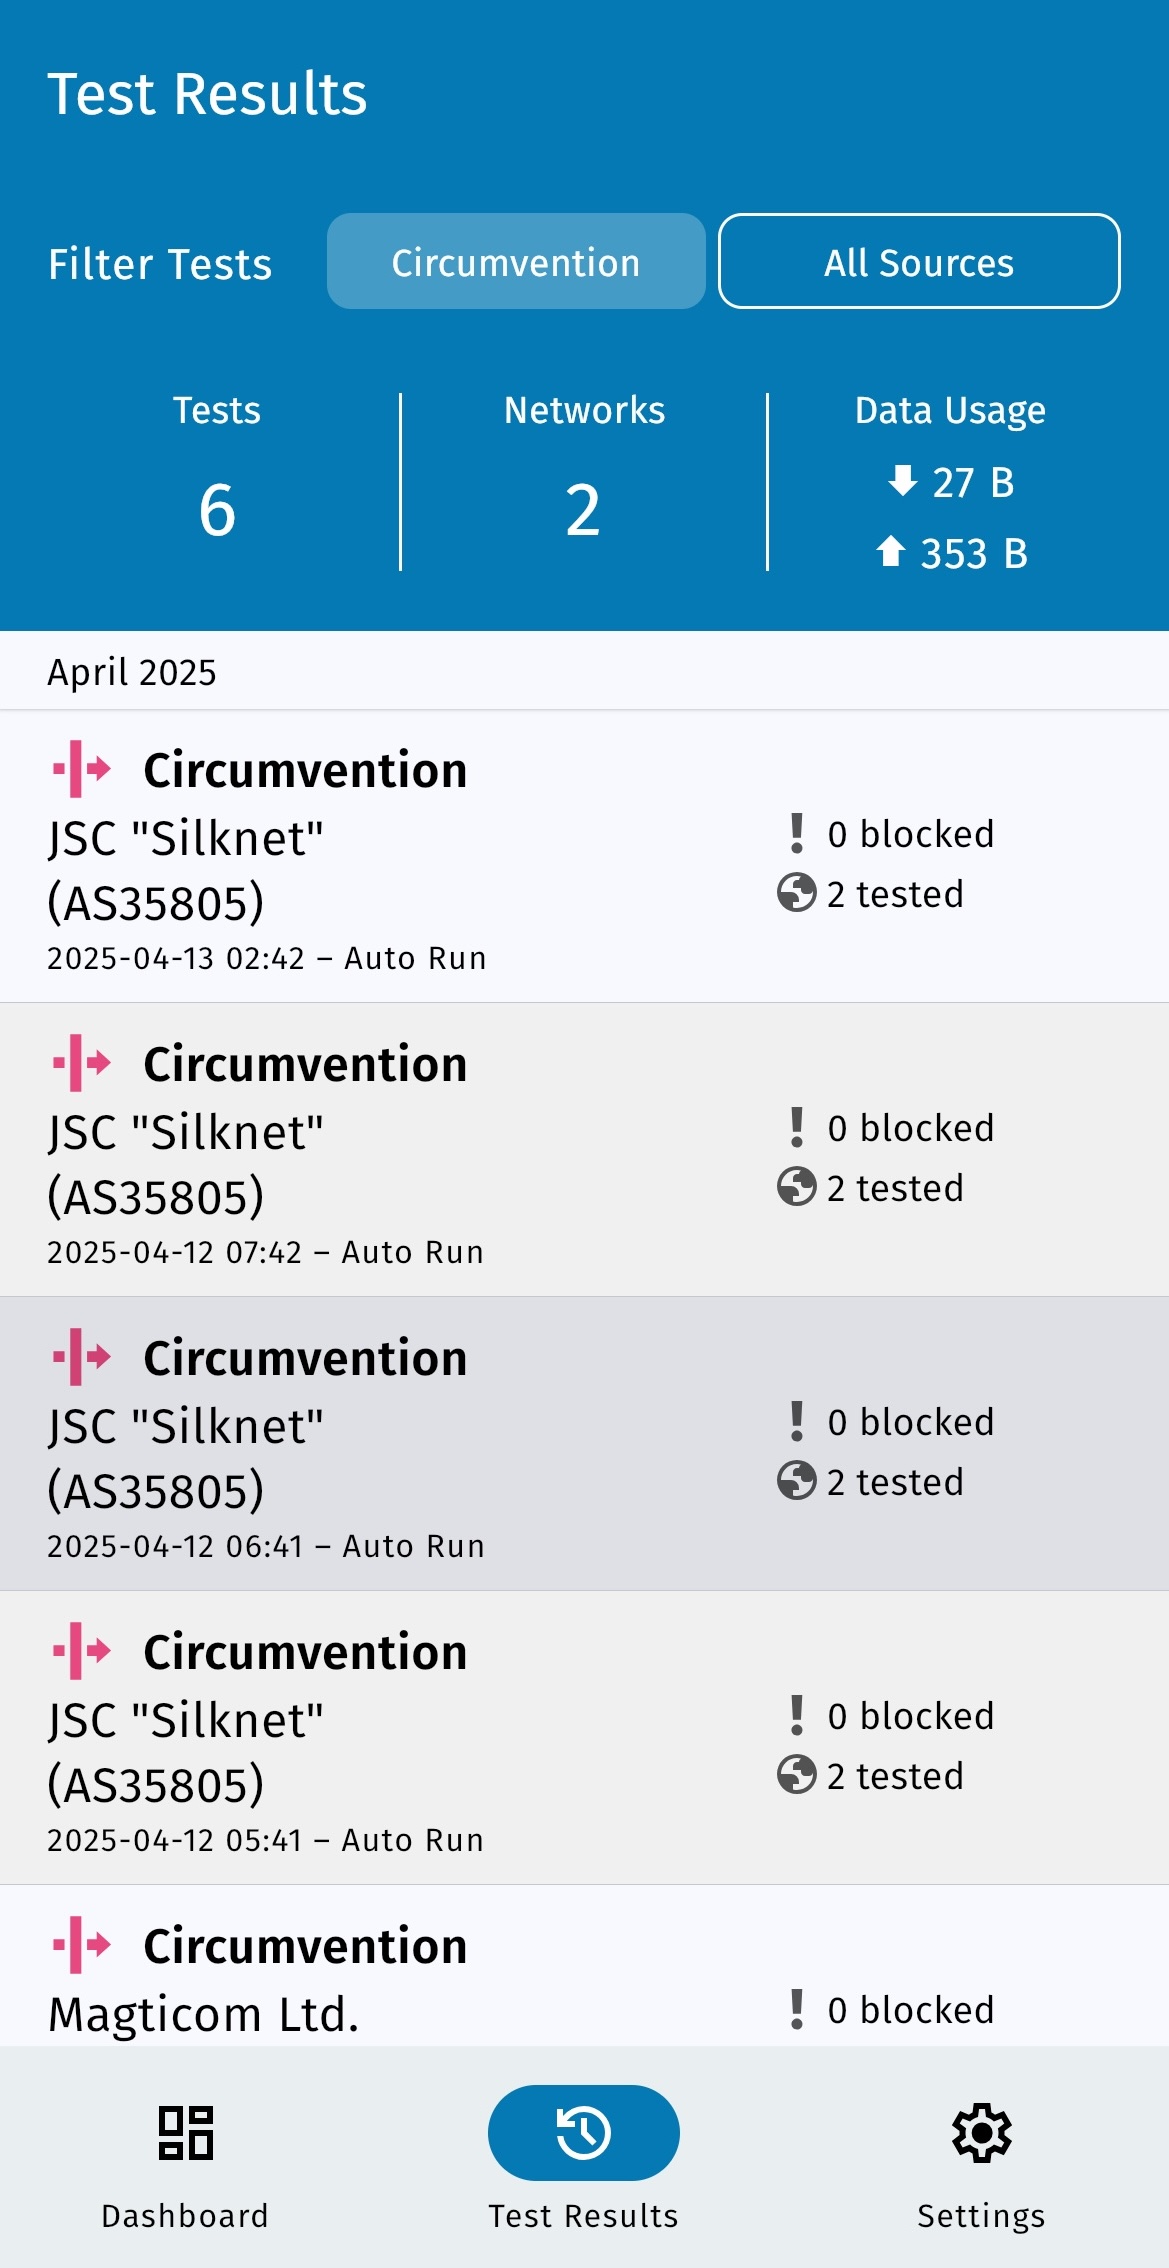 Test Results
Filter Tests
Circumvention
All Sources
Tests
6
Networks
2
Data Usage
27 B
353 B
April 2025
Circumvention
JSC "Silknet"
(AS35805)
2025-04-13 02:42 – Auto Run
0 blocked
2 tested
Circumvention
JSC "Silknet"
(AS35805)
2025-04-12 07:42 – Auto Run
0 blocked
2 tested
Circumvention
JSC "Silknet"
(AS35805)
2025-04-12 06:41 – Auto Run
0 blocked
2 tested
Circumvention
JSC "Silknet"
(AS35805)
2025-04-12 05:41 – Auto Run
0 blocked
2 tested
Circumvention
Magticom Ltd.
0 blocked
Dashboard
Test Results
Settings